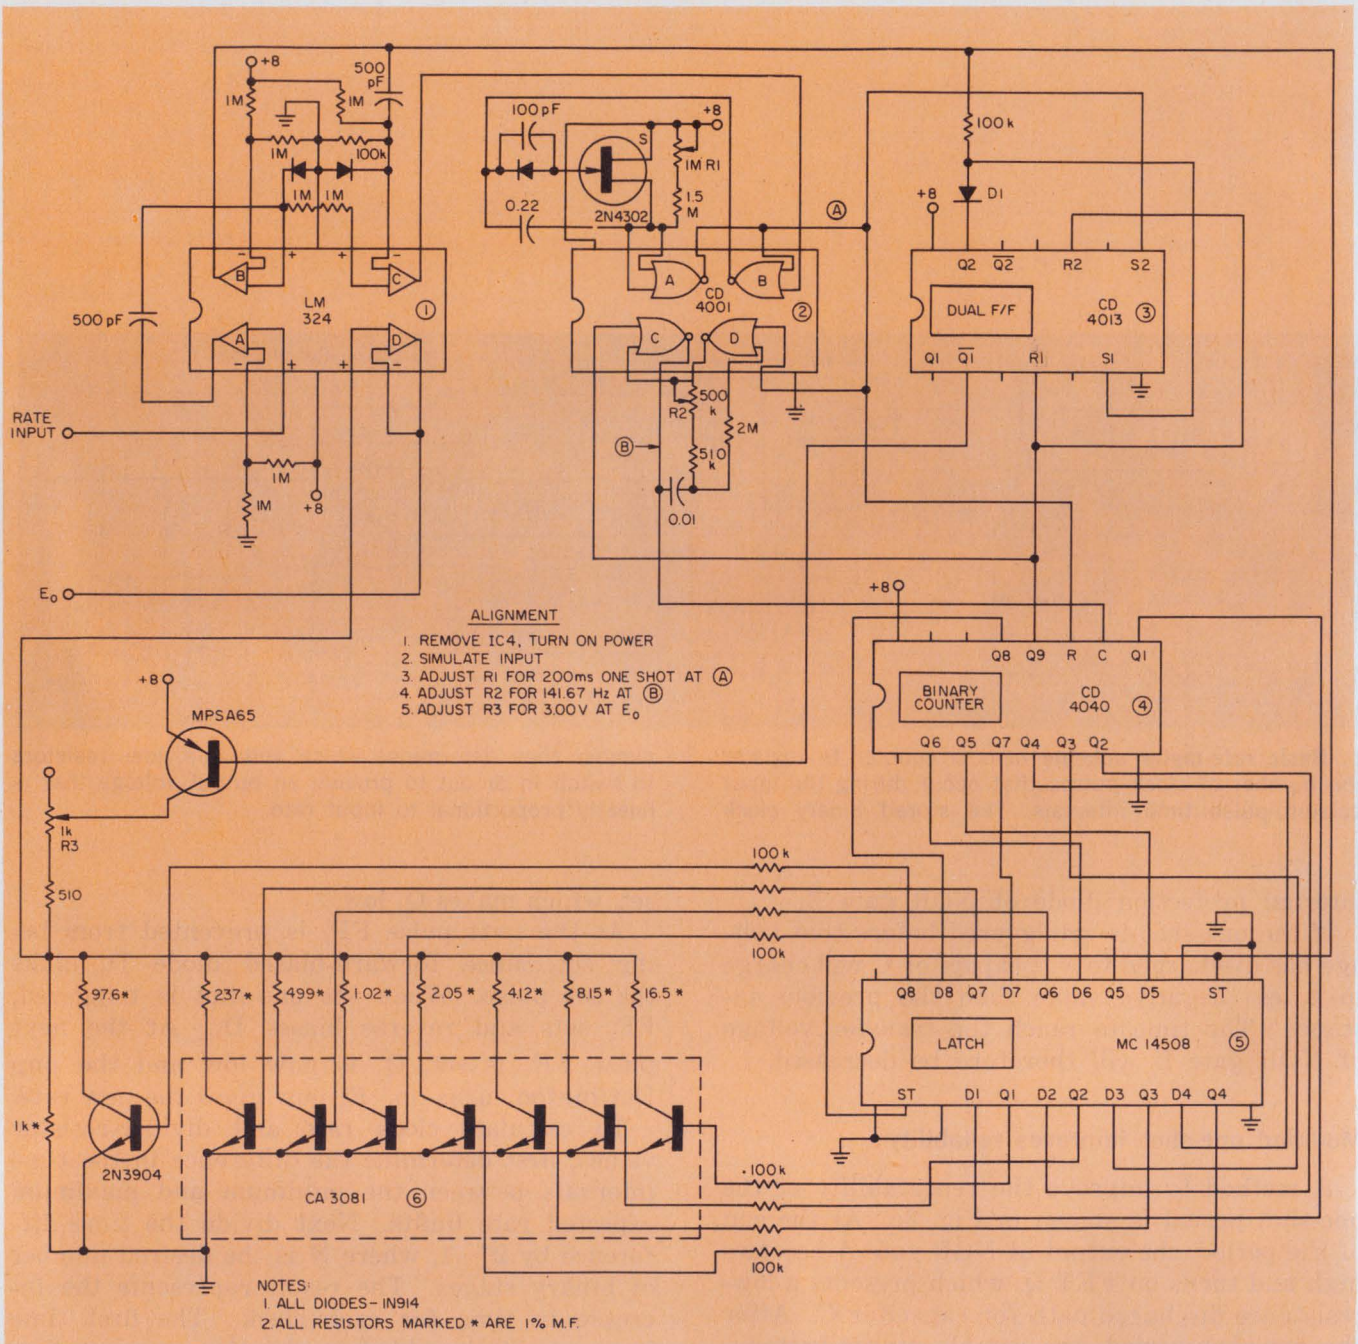 +8
500
pF
1M
1M
1M
100k
1M 1M
- + + -
B C
LM
324
1
A D
- + + -
500 pF
RATE
INPUT
1M
1M
+8
E₀
100 pF
S
+8
1M R1
1.5
M
2N4302
0.22
A
A B
CD
4001
2
C D
500
k
R2
2M
B
510
k
0.01
100 k
D1
+8
Q2 Q̅2̅ R2 S2
DUAL F/F
CD
4013
3
Q1 Q̅1̅ R1 S1
ALIGNMENT
1. REMOVE IC4, TURN ON POWER
2. SIMULATE INPUT
3. ADJUST R1 FOR 200ms ONE SHOT AT A
4. ADJUST R2 FOR 141.67 Hz AT B
5. ADJUST R3 FOR 3.00V AT E₀
+8
Q8 Q9 R C Q1
BINARY
COUNTER
CD
4040
4
Q6 Q5 Q7 Q4 Q3 Q2
+8
MPSA65
1k
R3
510
100 k
100k
97.6* 237* 499* 1.02* 2.05* 4.12* 8.15* 16.5*
Q8 D8 Q7 D7 Q6 D6 Q5 D5 ST
LATCH
MC 14508
5
ST D1 Q1 D2 Q2 D3 Q3 D4 Q4
1k*
2N3904
CA 3081 6
100k
100k
NOTES:
1. ALL DIODES-IN914
2. ALL RESISTORS MARKED * ARE 1% M.F.